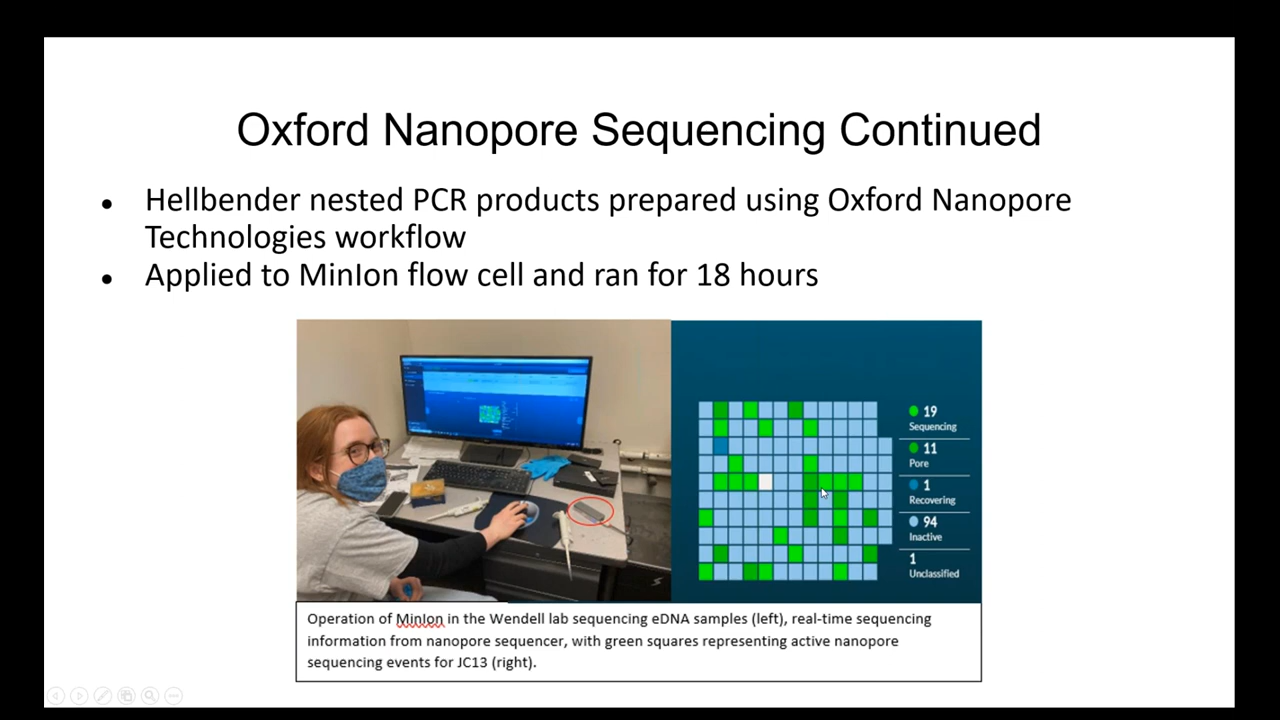 Oxford Nanopore Sequencing Continued
• Hellbender nested PCR products prepared using Oxford Nanopore
Technologies workflow
• Applied to MinIon flow cell and ran for 18 hours
19
Sequencing
11
Pore
1
Recovering
94
Inactive
1
Unclassified
Operation of MinIon in the Wendell lab sequencing eDNA samples (left), real-time sequencing
information from nanopore sequencer, with green squares representing active nanopore
sequencing events for JC13 (right).